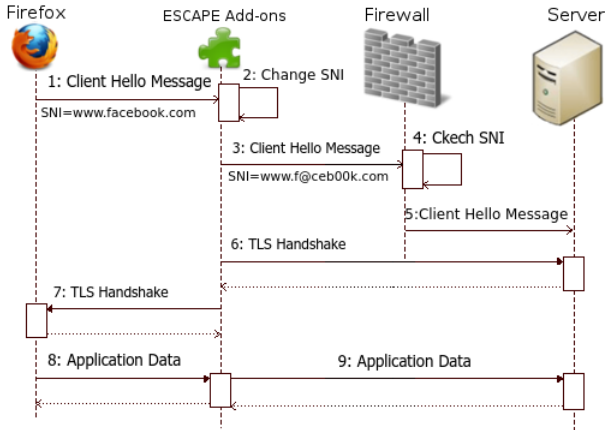 Firefox
ESCAPE Add-ons
Firewall
Server
1: Client Hello Message
2: Change SNI
SNI=www.facebook.com
3: Client Hello Message
4: Ckech SNI
SNI=www.f@ceb00k.com
5:Client Hello Message
6: TLS Handshake
7: TLS Handshake
8: Application Data
9: Application Data